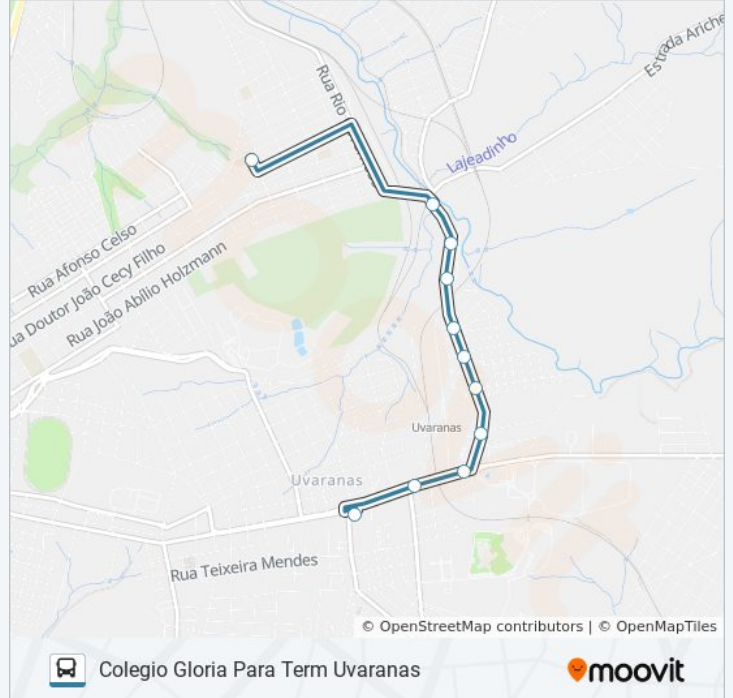 Estrada Ariche
Rua Rio
Lajeadinho
Rua Afonso Celso
ua Doutor João Cecy Filho
Rua João Abílio Holzmann
Uvaranas
Uvaranas
Rua Teixeira Mendes
© OpenStreetMap contributors | © OpenMapTiles
Colegio Gloria Para Term Uvaranas
moovit